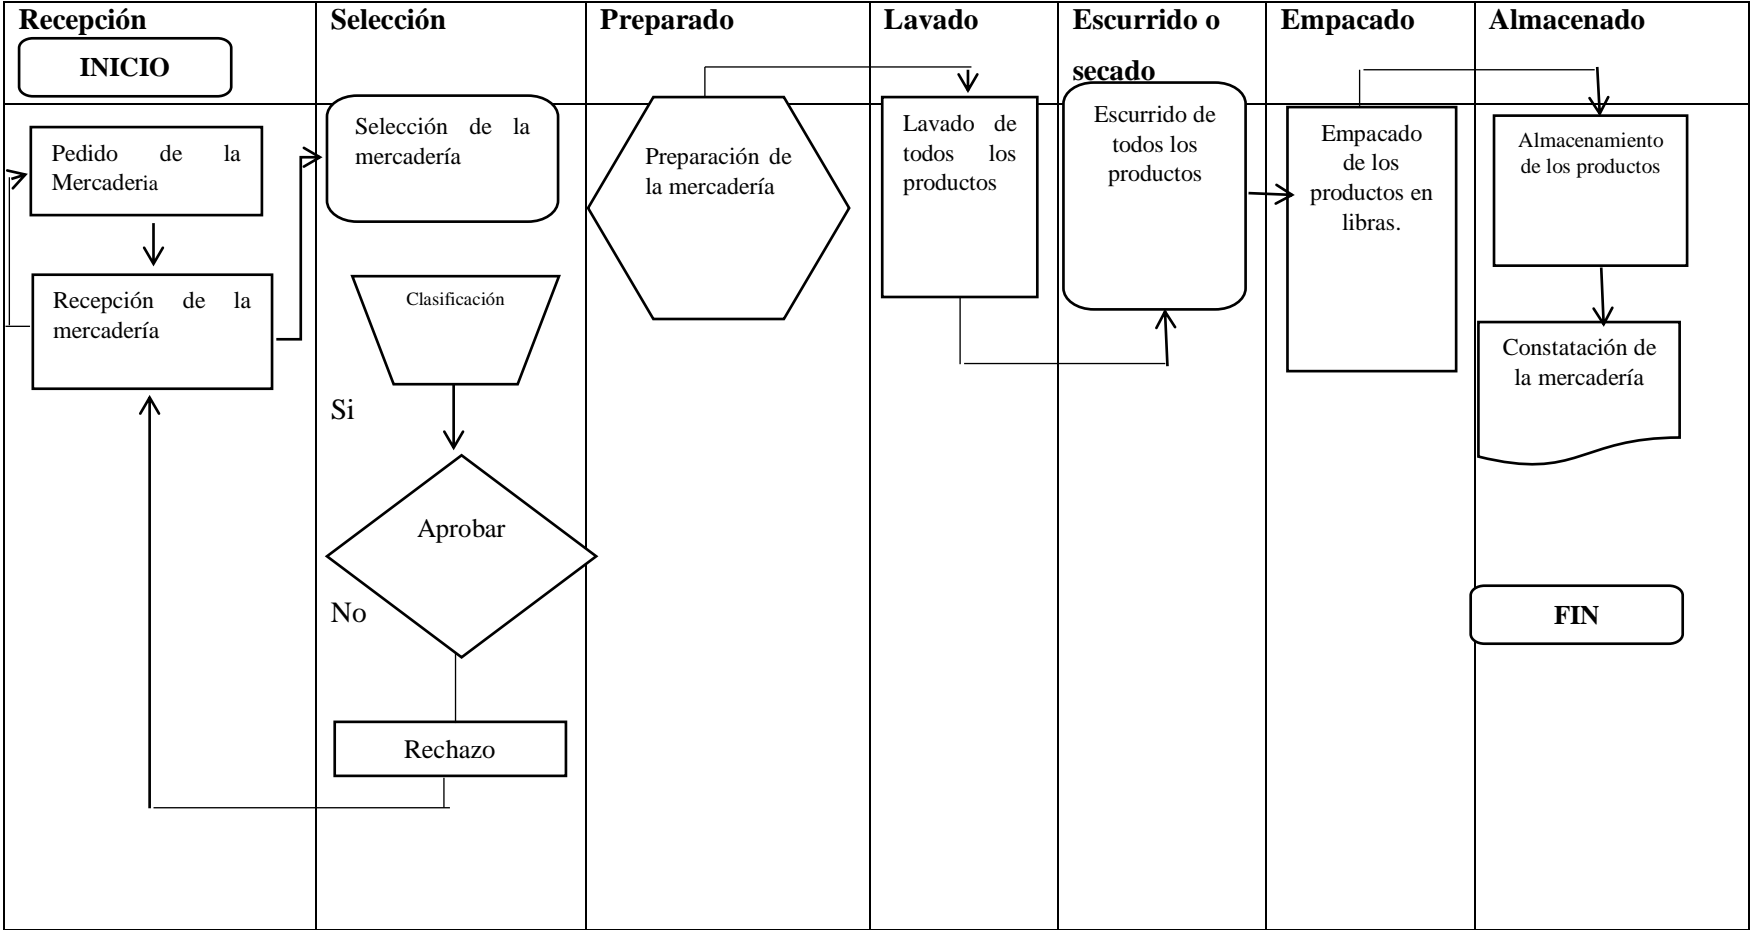 Recepción
INICIO
Pedido de la
Mercaderia
Recepción de la
mercadería
Selección
Selección de la
mercadería
Clasificación
Si
Aprobar
No
Rechazo
Preparado
Preparación de
la mercadería
Lavado
Lavado de
todos los
productos
Escurrido o
secado
Escurrido de
todos los
productos
Empacado
Empacado
de los
productos en
libras.
Almacenado
Almacenamiento
de los productos
Constatación de
la mercadería
FIN